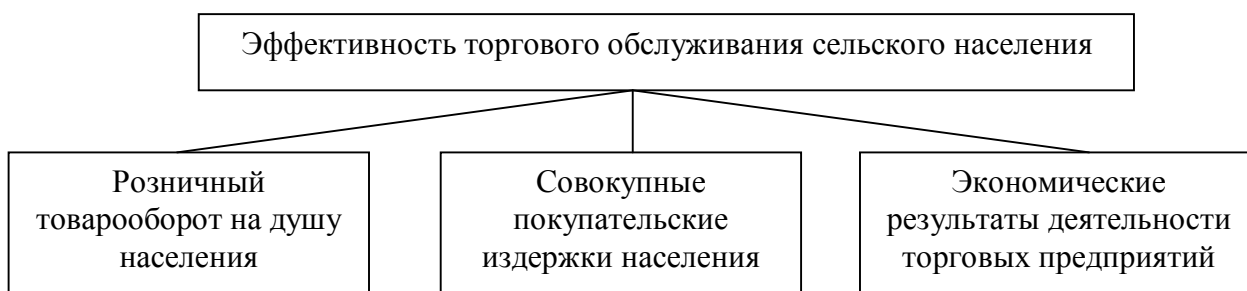 Эффективность торгового обслуживания сельского населения
Розничный
товарооборот на душу
населения
Совокупные
покупательские
издержки населения
Экономические
результаты деятельности
торговых предприятий